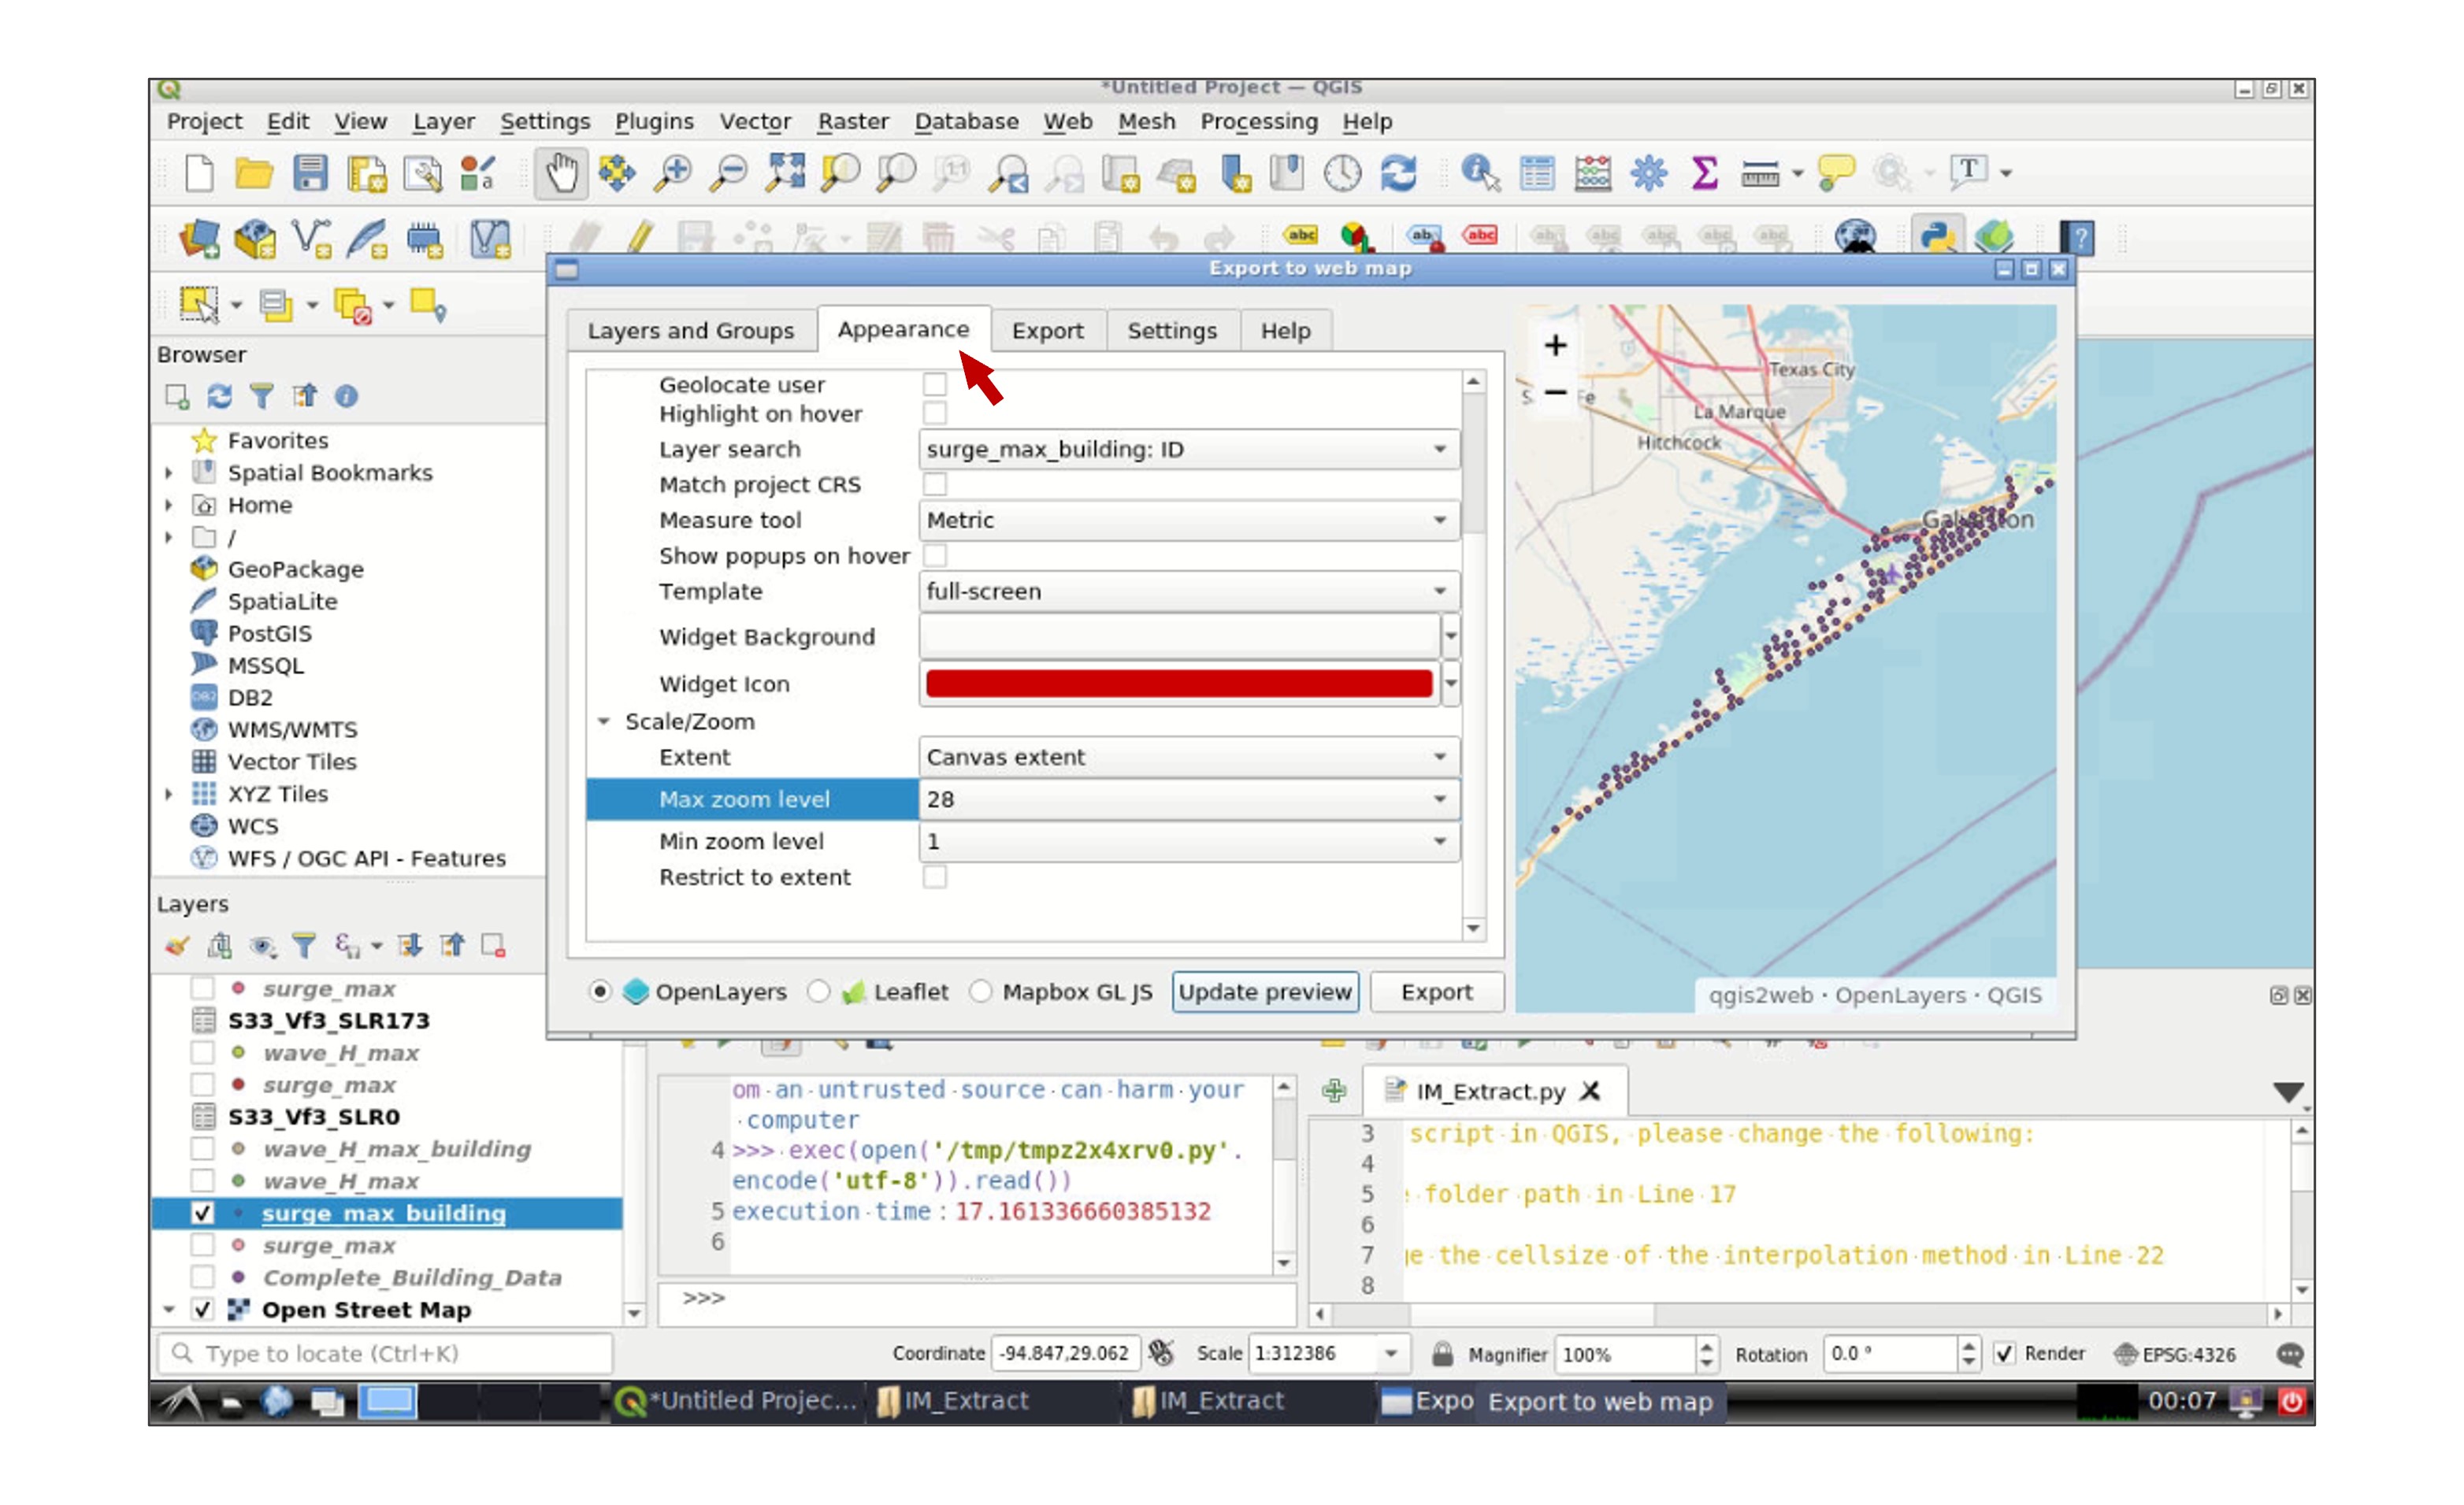 *Untitled Project — QGIS
Project Edit View Layer Settings Plugins Vector Raster Database Web Mesh Processing Help
Export to web map
Layers and Groups Appearance Export Settings Help
Browser
Favorites
Spatial Bookmarks
Home
/
GeoPackage
SpatiaLite
PostGIS
MSSQL
DB2
WMS/WMTS
Vector Tiles
XYZ Tiles
WCS
WFS / OGC API - Features
Geolocate user
Highlight on hover
Layer search surge_max_building: ID
Match project CRS
Measure tool Metric
Show popups on hover
Template full-screen
Widget Background
Widget Icon
Scale/Zoom
Extent Canvas extent
Max zoom level 28
Min zoom level 1
Restrict to extent
OpenLayers Leaflet Mapbox GL JS Update preview Export
+
−
Texas City
La Marque
Hitchcock
qgis2web · OpenLayers · QGIS
Layers
surge_max
S33_Vf3_SLR173
wave_H_max
surge_max
S33_Vf3_SLR0
wave_H_max_building
wave_H_max
surge_max_building
surge_max
Complete_Building_Data
Open Street Map
om an untrusted source can harm your
computer
4 >>> exec(open('/tmp/tmpz2x4xrv0.py'.
encode('utf-8')).read())
5 execution time : 17.161336660385132
6
>>>
IM_Extract.py
3 script in QGIS, please change the following:
4
5 folder path in Line 17
6
7 the cellsize of the interpolation method in Line 22
8
Type to locate (Ctrl+K) Coordinate -94.847,29.062 Scale 1:312386 Magnifier 100% Rotation 0.0 ° Render EPSG:4326
*Untitled Projec... IM_Extract IM_Extract Expo Export to web map 00:07